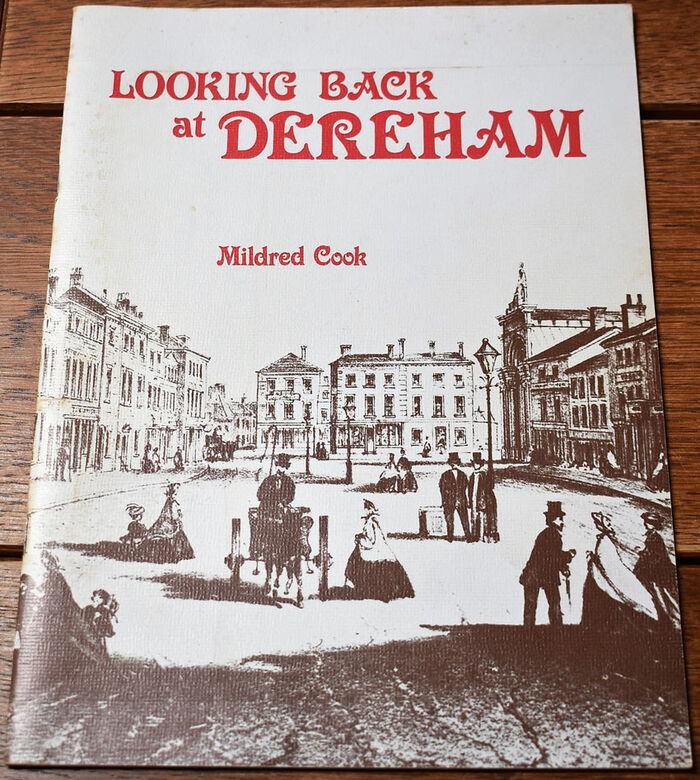 LOOKING BACK
at DEREHAM
Mildred Cook